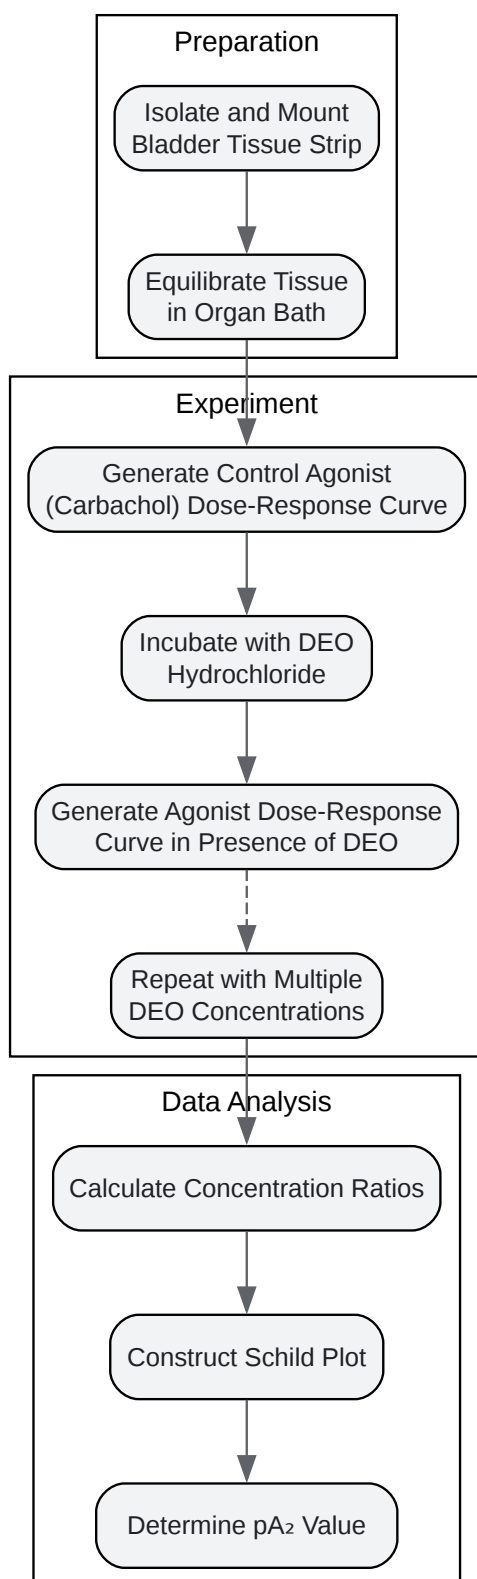 Preparation
Isolate and Mount
Bladder Tissue Strip
Equilibrate Tissue
in Organ Bath
Experiment
Generate Control Agonist
(Carbachol) Dose-Response Curve
Incubate with DEO
Hydrochloride
Generate Agonist Dose-Response
Curve in Presence of DEO
Repeat with Multiple
DEO Concentrations
Data Analysis
Calculate Concentration Ratios
Construct Schild Plot
Determine pA₂ Value